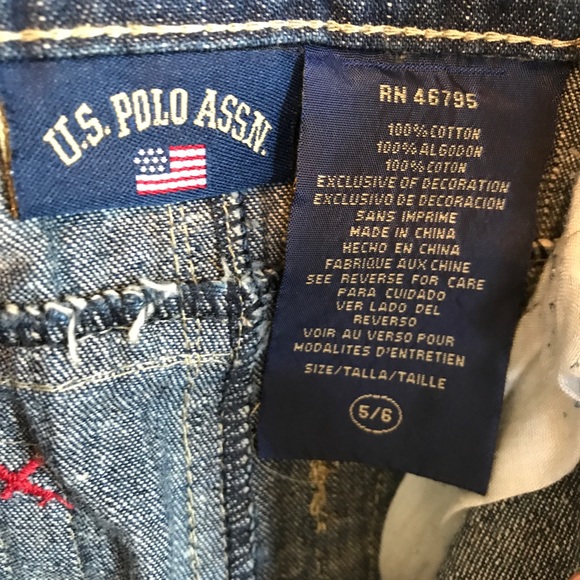 U.S. POLO ASSN.
RN 46795
100% COTTON
100% ALGODON
100% COTON
EXCLUSIVE OF DECORATION
EXCLUSIVO DE DECORACION
SANS IMPRIME
MADE IN CHINA
HECHO EN CHINA
FABRIQUE AUX CHINE
SEE REVERSE FOR CARE
PARA CUIDADO
VER LADO DEL
REVERSO
VOIR AU VERSO POUR
MODALITES D'ENTRETIEN
SIZE/TALLA/TAILLE
5/6